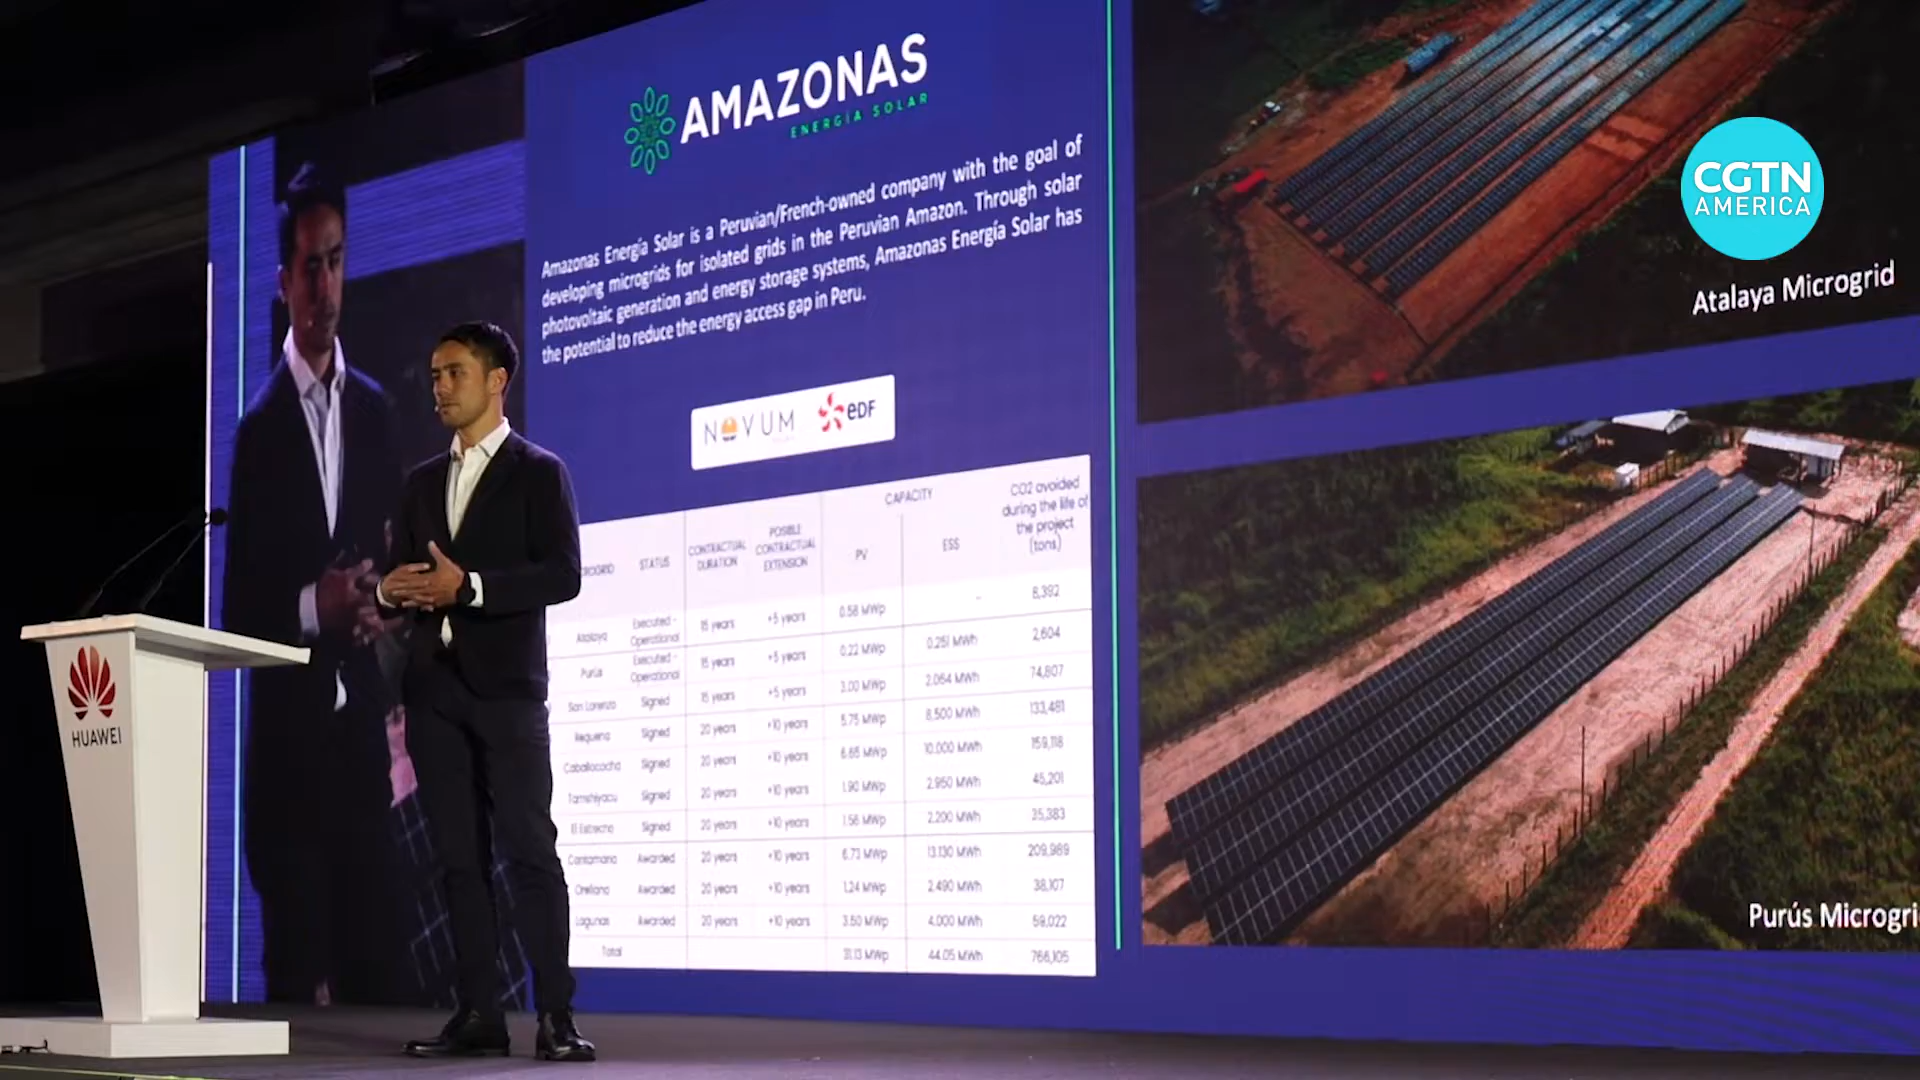 AMAZONAS
ENERGÍA SOLAR
Amazonas Energía Solar is a Peruvian/French-owned company with the goal of
developing microgrids for isolated grids in the Peruvian Amazon. Through solar
photovoltaic generation and energy storage systems, Amazonas Energía Solar has
the potential to reduce the energy access gap in Peru.
NOVUM
eDF
CAPACITY
CO2 avoided
during the life of
the project
(tons)
STATUS
CONTRACTUAL
DURATION
POSIBLE
CONTRACTUAL
EXTENSION
PV
ESS
Atalaya Executed - Operational 15 years +5 years 0.58 MWp - 8,392
Purús Executed - Operational 15 years +5 years 0.22 MWp 0.251 MWh 2,604
San Lorenzo Signed 15 years +5 years 3.00 MWp 2.064 MWh 74,807
Requena Signed 20 years +10 years 5.75 MWp 8,500 MWh 133,481
Caballococha Signed 20 years +10 years 6.65 MWp 10.000 MWh 159,118
Tamshiyacu Signed 20 years +10 years 1.90 MWp 2.950 MWh 45,201
El Estrecho Signed 20 years +10 years 1.56 MWp 2.200 MWh 35,383
Contamana Awarded 20 years +10 years 6.73 MWp 13.130 MWh 209,989
Orellana Awarded 20 years +10 years 1.24 MWp 2.490 MWh 38,107
Lagunas Awarded 20 years +10 years 3.50 MWp 4.000 MWh 59,022
Total 31.13 MWp 44.05 MWh 766,105
CGTN
AMERICA
Atalaya Microgrid
Purús Microgri
HUAWEI